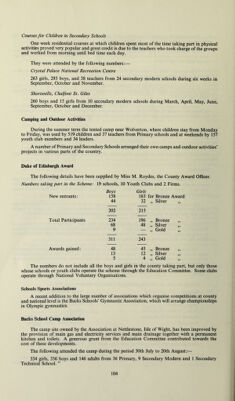 Courses for Children in Secondary Schools
One week residential courses at which children spent most of the time taking part in physical
activities proved very popular and great credit is due to the teachers who took charge of the groups
and worked from morning until bed time each day.
They were attended by the following numbers:—
Crystal Palace National Recreation Centre
263 girls, 285 boys, and 38 teachers from 24 secondary modern schools during six weeks in
September, October and November.
Shortenills, Chalfont St. Giles
260 boys and 15 girls from 10 secondary modern schools during March, April, May, June,
September, October and December.
Camping and Outdoor Activities
During the summer term the tented camp near Wolverton, where children stay from Monday
to Friday, was used by 519 children and 37 teachers from Primary schools and at weekends by 157
youth club members and 34 leaders.
A number of Primary and Secondary Schools arranged their own camps and outdoor activities'
projects in various parts of the country.
Duke of Edinburgh Award
The following details have been supplied by Miss M. Roydes, the County Award Officer.
Numbers taking part in the Scheme: 19 schools, 10 Youth Clubs and 2 Firms.
Boys Girls
New entrants: 158 183 for Bronze Award
44 32 „ Silver „
202 215
Total Participants 234 186 „ Bronze „
68 48 „ Silver „
9 — „ Gold „
311 243
Awards gained: 48 45 „ Bronze „
13 12 „ Silver „
5 4 „ Gold „
The numbers do not include all the boys and girls in the county taking part, but only those
whose schools or youth clubs operate the scheme through the Education Committee. Some clubs
operate through National Voluntary Organisations.
Schools Sports Associations
A recent addition to the large number of associations which organise competitions at county
and national level is the Bucks Schools' Gymnastic Association, which will arrange championships
in Olympic gymnastics.
Bucks School Camp Association
The camp site owned by the Association at Nettlestone, Isle of Wight, has been improved by
the provision of main gas and electricity services and main drainage together with a permanent
kitchen and toilets. A generous grant from the Education Committee contributed towards the
cost of these developments.
The following attended the camp during the period 30th July to 20th August:—
334 girls, 236 boys and 146 adults from 36 Primary, 9 Secondary Modern and 1 Secondary
Technical School.
104